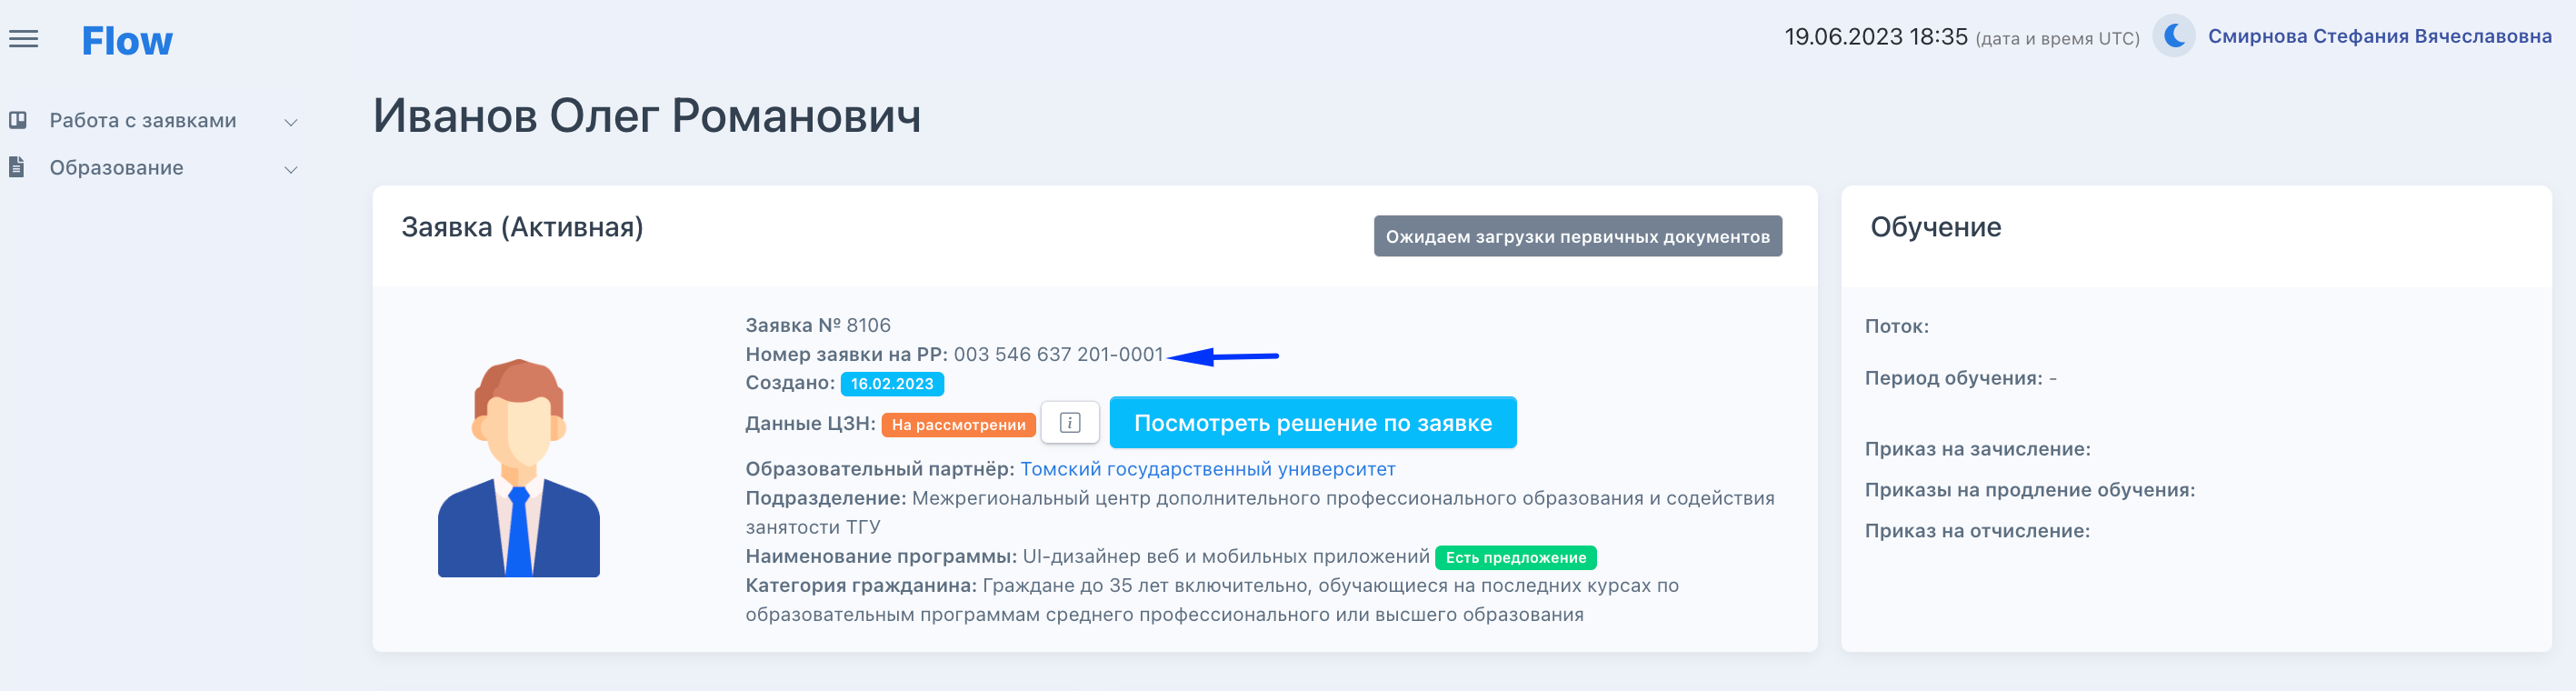 Flow
19.06.2023 18:35 (дата и время UTC)
Смирнова Стефания Вячеславовна
Работа с заявками
Образование
Иванов Олег Романович
Заявка (Активная)
Ожидаем загрузки первичных документов
Заявка № 8106
Номер заявки на РР: 003 546 637 201-0001
Создано: 16.02.2023
Данные ЦЗН: На рассмотрении i Посмотреть решение по заявке
Образовательный партнёр: Томский государственный университет
Подразделение: Межрегиональный центр дополнительного профессионального образования и содействия
занятости ТГУ
Наименование программы: UI-дизайнер веб и мобильных приложений Есть предложение
Категория гражданина: Граждане до 35 лет включительно, обучающиеся на последних курсах по
образовательным программам среднего профессионального или высшего образования
Обучение
Поток:
Период обучения: -
Приказ на зачисление:
Приказы на продление обучения:
Приказ на отчисление: